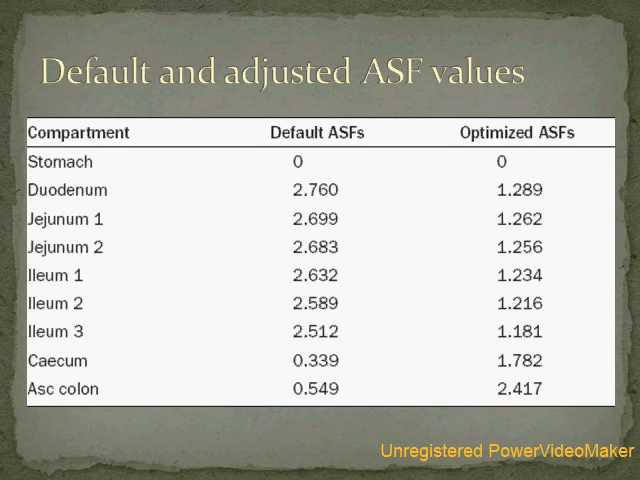 Default and adjusted ASF values
Compartment Default ASFs Optimized ASFs
Stomach 0 0
Duodenum 2.760 1.289
Jejunum 1 2.699 1.262
Jejunum 2 2.683 1.256
Ileum 1 2.632 1.234
Ileum 2 2.589 1.216
Ileum 3 2.512 1.181
Caecum 0.339 1.782
Asc colon 0.549 2.417
Unregistered PowerVideoMaker